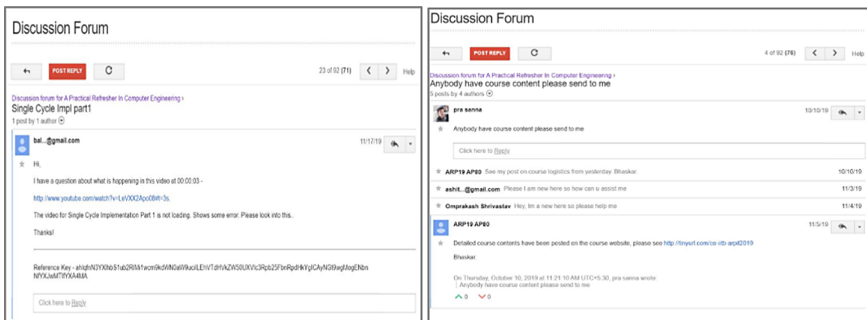 Discussion Forum
POST REPLY
23 of 92 (71)
Help
Discussion forum for A Practical Refresher In Computer Engineering ›
Single Cycle Impl part1
1 post by 1 author
bal...@gmail.com
11/17/19
Hi,
I have a question about what is happening in this video at 00:00:03 -
The video for Single Cycle Implementation Part 1 is not loading. Shows some error. Please look into this..
Thanks!
Reference Key -
Click here to Reply
Discussion Forum
POST REPLY
4 of 92 (76)
Help
Discussion forum for A Practical Refresher In Computer Engineering ›
Anybody have course content please send to me
5 posts by 4 authors
pra sanna
10/10/19
Anybody have course content please send to me
Click here to Reply
ARP19 AP80 See my post on course logistics from yesterday. Bhaskar.
10/10/19
ashit...@gmail.com Please I am new here so how can u assist me
11/3/19
Omprakash Shrivastav Hey, Im a new here so please help me
11/4/19
ARP19 AP80
11/5/19
Detailed course contents have been posted on the course website, please see
Bhaskar.
On Thursday, October 10, 2019 at 11:21:10 AM UTC+5:30, pra sanna wrote:
Anybody have course content please send to me
0 0